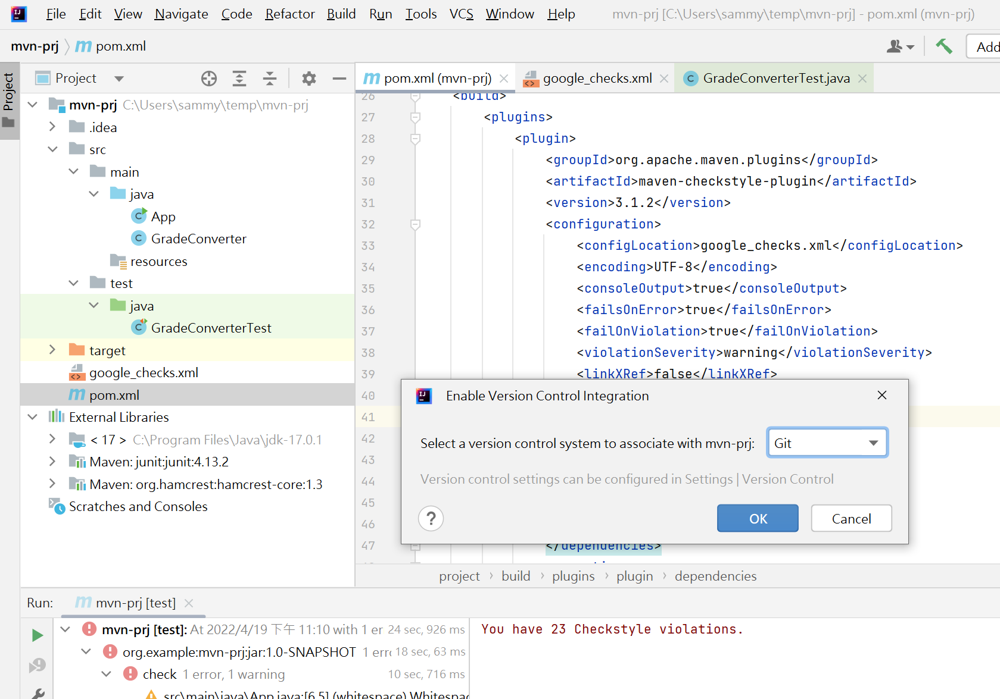 File Edit View Navigate Code Refactor Build Run Tools VCS Window Help mvn-prj [C:\Users\sammy\temp\mvn-prj] - pom.xml (mvn-prj)
mvn-prj pom.xml
Add
Project
Project
pom.xml (mvn-prj) google_checks.xml GradeConverterTest.java
mvn-prj C:\Users\sammy\temp\mvn-prj
.idea
src
main
java
App
GradeConverter
resources
test
java
GradeConverterTest
target
google_checks.xml
pom.xml
External Libraries
< 17 > C:\Program Files\Java\jdk-17.0.1
Maven: junit:junit:4.13.2
Maven: org.hamcrest:hamcrest-core:1.3
Scratches and Consoles
26 <build>
27 <plugins>
28 <plugin>
29 <groupId>org.apache.maven.plugins</groupId>
30 <artifactId>maven-checkstyle-plugin</artifactId>
31 <version>3.1.2</version>
32 <configuration>
33 <configLocation>google_checks.xml</configLocation>
34 <encoding>UTF-8</encoding>
35 <consoleOutput>true</consoleOutput>
36 <failsOnError>true</failsOnError>
37 <failOnViolation>true</failOnViolation>
38 <violationSeverity>warning</violationSeverity>
39 <linkXRef>false</linkXRef>
40
41
42
43
44
45
46
47 </dependencies>
Enable Version Control Integration
Select a version control system to associate with mvn-prj: Git
Version control settings can be configured in Settings | Version Control
? OK Cancel
project › build › plugins › plugin › dependencies
Run: mvn-prj [test]
mvn-prj [test]: At 2022/4/19 下午 11:10 with 1 er 24 sec, 926 ms
org.example:mvn-prj:jar:1.0-SNAPSHOT 1 erro 18 sec, 63 ms
check 1 error, 1 warning 10 sec, 716 ms
src\main\java\App.java:[6,5] (whitespace) Whitespac
You have 23 Checkstyle violations.